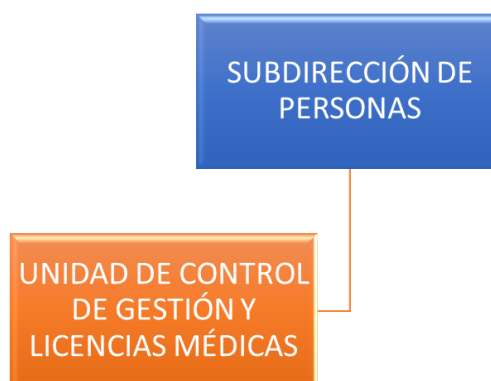 SUBDIRECCIÓN DE
PERSONAS
UNIDAD DE CONTROL
DE GESTIÓN Y
LICENCIAS MÉDICAS